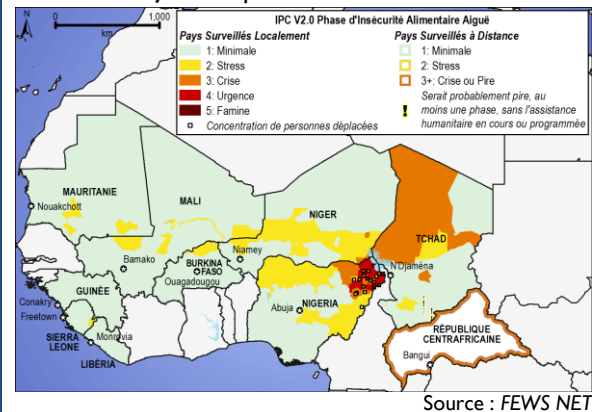 N
0
1,000
km
IPC V2.0 Phase d'Insécurité Alimentaire Aiguë
Pays Surveillés Localement
1: Minimale
2: Stress
3: Crise
4: Urgence
5: Famine
Concentration de personnes déplacées
Pays Surveillés à Distance
1: Minimale
2: Stress
3+: Crise ou Pire
!
Serait probablement pire, au
moins une phase, sans l'assistance
humanitaire en cours ou programmée
MAURITANIE
Nouakchott
MALI
NIGER
TCHAD
Niamey
Bamako
BURKINA
FASO
Ouagadougou
N'Djaména
GUINÉE
Conakry
Freetown
Abuja
NIGERIA
SIERRA
LEONE
Monrovia
LIBÉRIA
RÉPUBLIQUE
CENTRAFRICAINE
Bangui
Source : FEWS NET